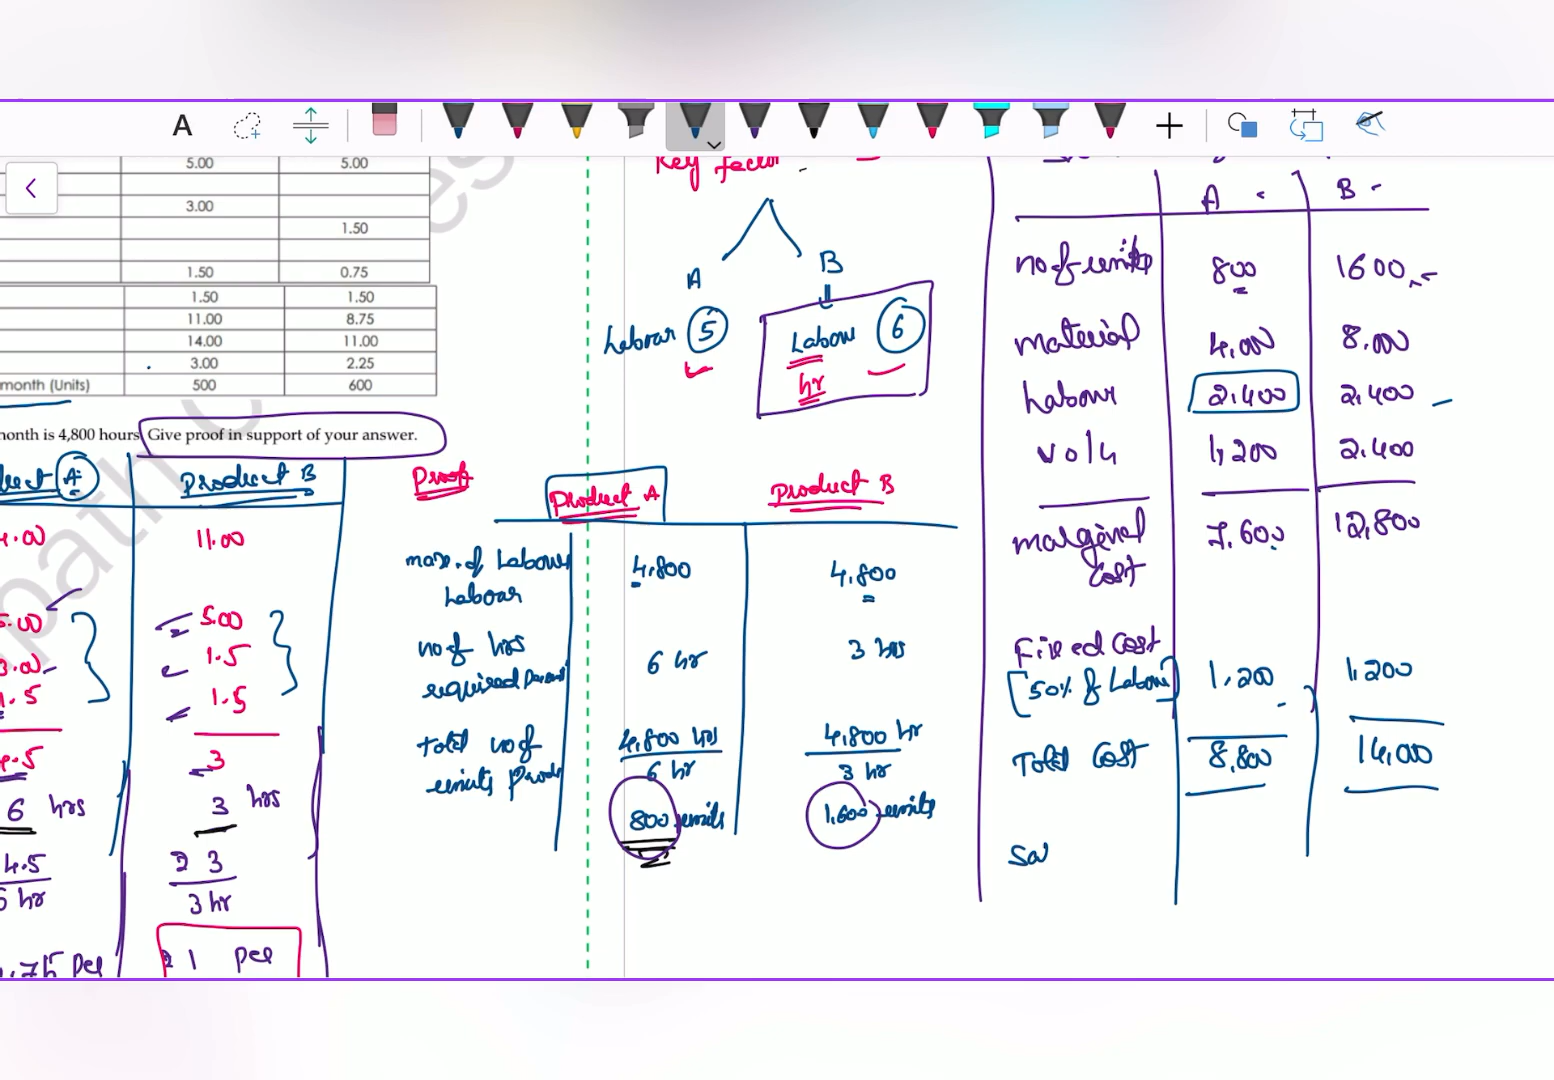 A
5.00 5.00
3.00
1.50
1.50 0.75
1.50 1.50
11.00 8.75
14.00 11.00
3.00 2.25
month (Units) 500 600
month is 4,800 hours. Give proof in support of your answer.
A Product B
11.00
5.00
1.5
1.5
3
6 hrs 3 hrs
4.5 3
hr 3 hr
per 1 per
Key factor
A B
Labour 5 Labour 6
hr
Proof
Product A Product B
max. of Labour 4,800 4,800
Labour
no of hrs 6 hr 3 hrs
required
total no of 4,800 hrs 4,800 hr
6 hr 3 hr
units Prod
800 units 1,600 units
A B
no of units 800 1600
material 4,000 8,000
Labour 2,400 2,400
vo/h 1,200 2,400
marginal 7,600 12,800
Cost
Fixed Cost
[50% of Labour] 1,200 1,200
Total Cost 8,800 14,000
Sal